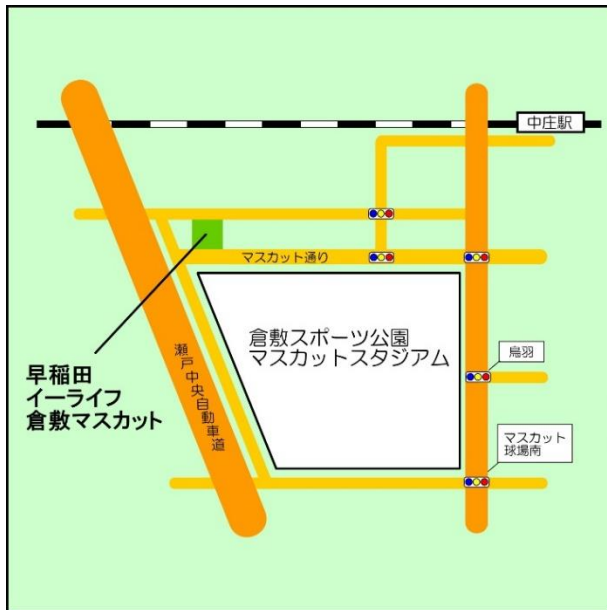 中庄駅
マスカット通り
倉敷スポーツ公園
マスカットスタジアム
早稲田
イーライフ
倉敷マスカット
瀬戸中央自動車道
鳥羽
マスカット
球場南